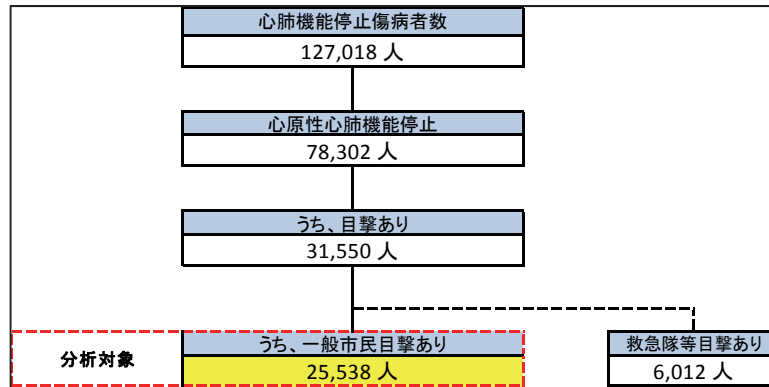 心肺機能停止傷病者数
127,018 人
心原性心肺機能停止
78,302 人
うち、目撃あり
31,550 人
分析対象
うち、一般市民目撃あり
25,538 人
救急隊等目撃あり
6,012 人